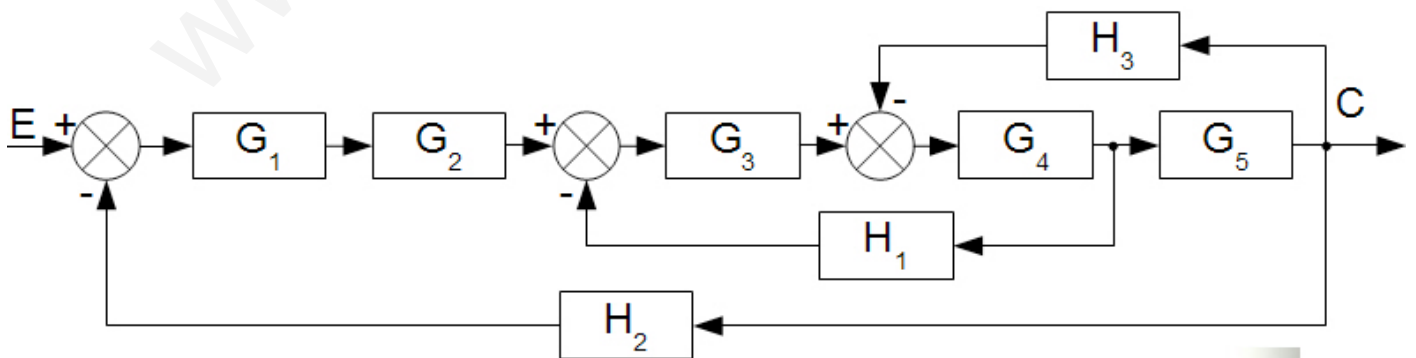 H₃
E + - + C
G₁ G₂ + G₃ G₄ G₅
- -
H₁
H₂